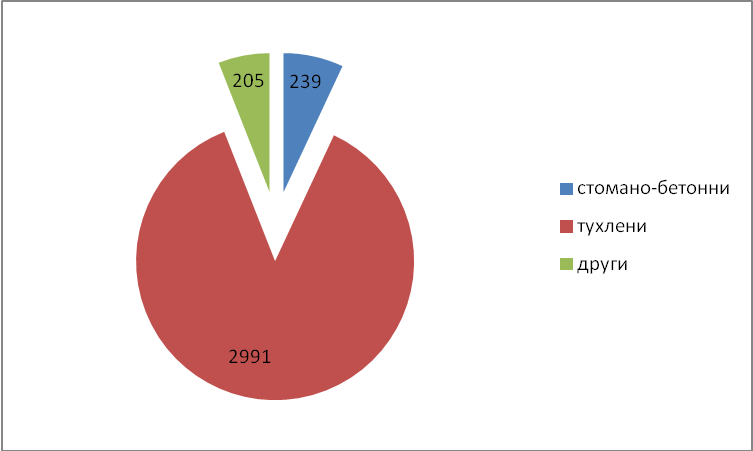 205
239
2991
стомано-бетонни
тухлени
други